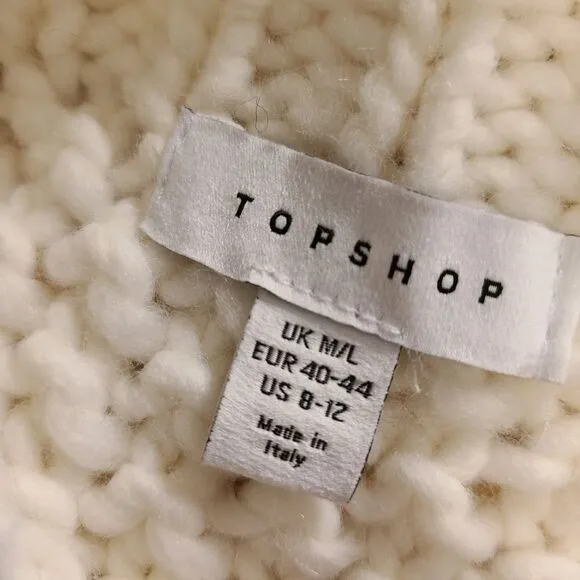 TOPSHOP
UK M/L
EUR 40-44
US 8-12
Made in
Italy